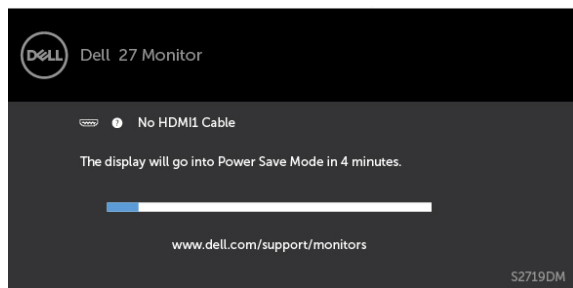 DELL
Dell 27 Monitor
? No HDMI1 Cable
The display will go into Power Save Mode in 4 minutes.
www.dell.com/support/monitors
S2719DM